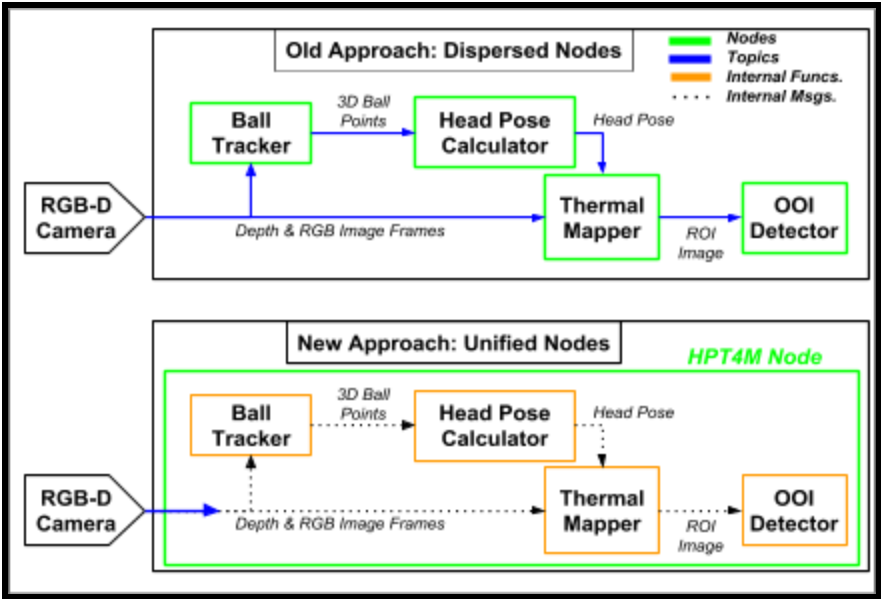 Old Approach: Dispersed Nodes
Nodes
Topics
Internal Funcs.
Internal Msgs.
Ball
Tracker
3D Ball
Points
Head Pose
Calculator
Head Pose
RGB-D
Camera
Depth & RGB Image Frames
Thermal
Mapper
ROI
Image
OOI
Detector
New Approach: Unified Nodes
HPT4M Node
Ball
Tracker
3D Ball
Points
Head Pose
Calculator
Head Pose
RGB-D
Camera
Depth & RGB Image Frames
Thermal
Mapper
ROI
Image
OOI
Detector